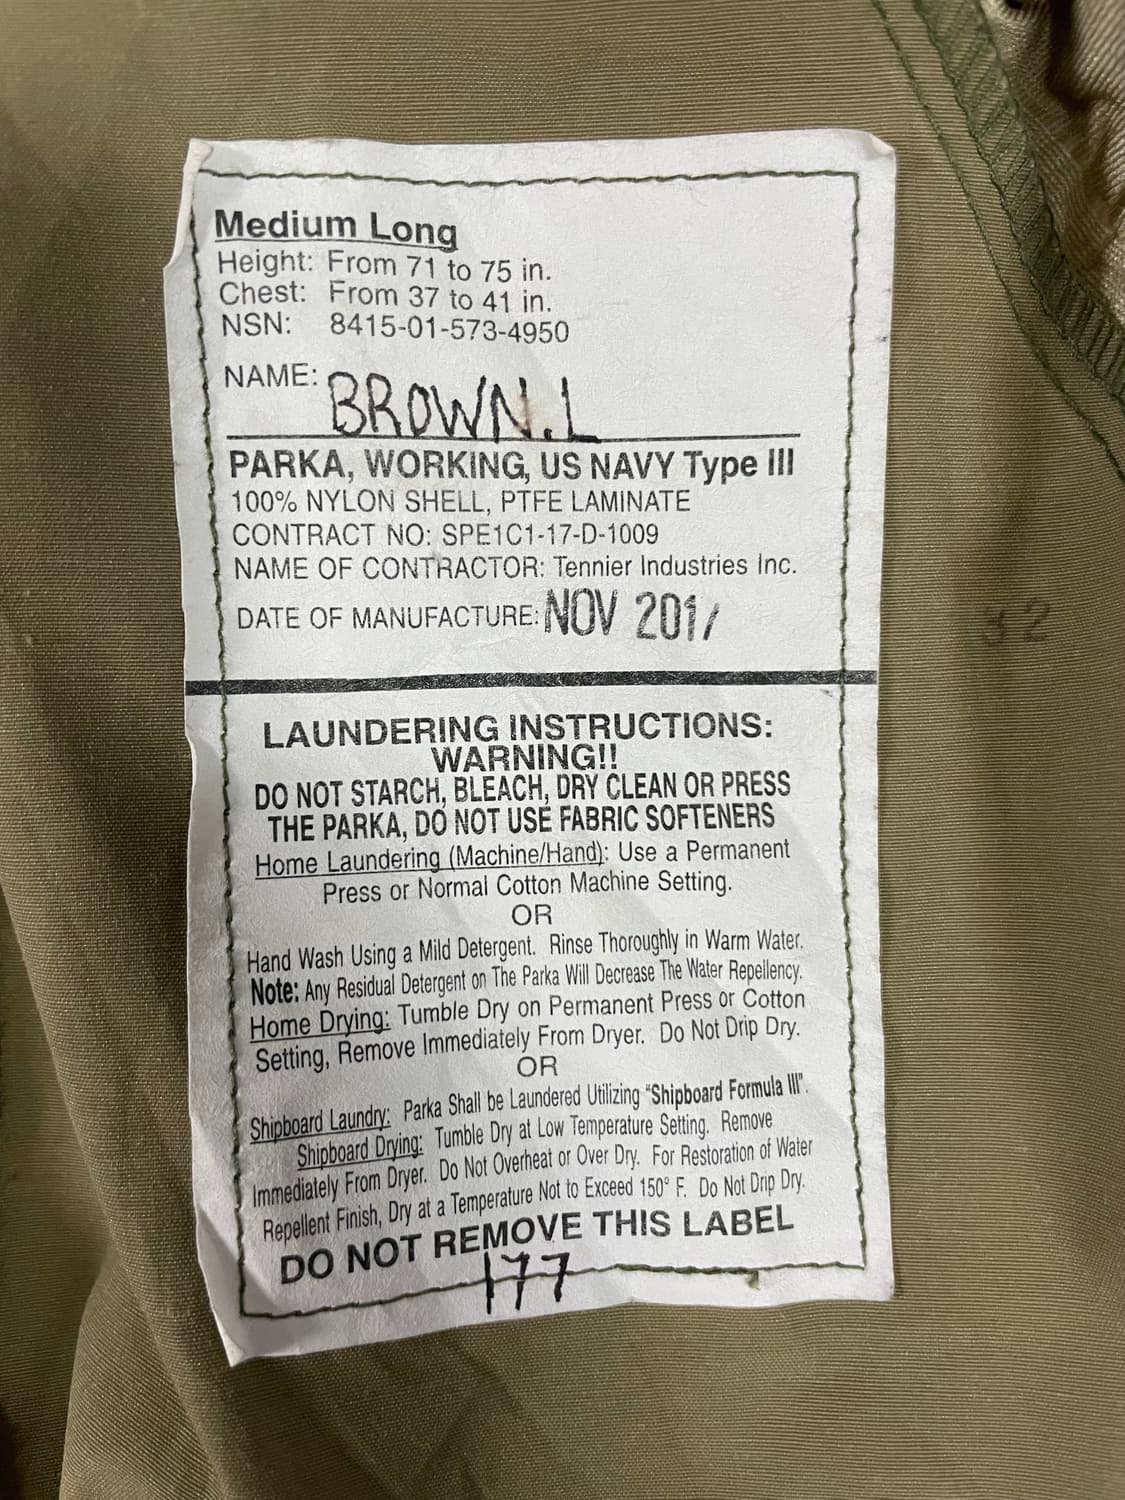 Medium Long
Height: From 71 to 75 in.
Chest: From 37 to 41 in.
NSN: 8415-01-573-4950
NAME: BROWN.L
PARKA, WORKING, US NAVY Type III
100% NYLON SHELL, PTFE LAMINATE
CONTRACT NO: SPE1C1-17-D-1009
NAME OF CONTRACTOR: Tennier Industries Inc.
DATE OF MANUFACTURE: NOV 2017
LAUNDERING INSTRUCTIONS:
WARNING!!
DO NOT STARCH, BLEACH, DRY CLEAN OR PRESS
THE PARKA, DO NOT USE FABRIC SOFTENERS
Home Laundering (Machine/Hand): Use a Permanent
Press or Normal Cotton Machine Setting.
OR
Hand Wash Using a Mild Detergent. Rinse Thoroughly in Warm Water.
Note: Any Residual Detergent on The Parka Will Decrease The Water Repellency.
Home Drying: Tumble Dry on Permanent Press or Cotton
Setting, Remove Immediately From Dryer. Do Not Drip Dry.
OR
Shipboard Laundry: Parka Shall be Laundered Utilizing "Shipboard Formula III".
Shipboard Drying: Tumble Dry at Low Temperature Setting. Remove
Immediately From Dryer. Do Not Overheat or Over Dry. For Restoration of Water
Repellent Finish, Dry at a Temperature Not to Exceed 150° F. Do Not Drip Dry.
DO NOT REMOVE THIS LABEL
177